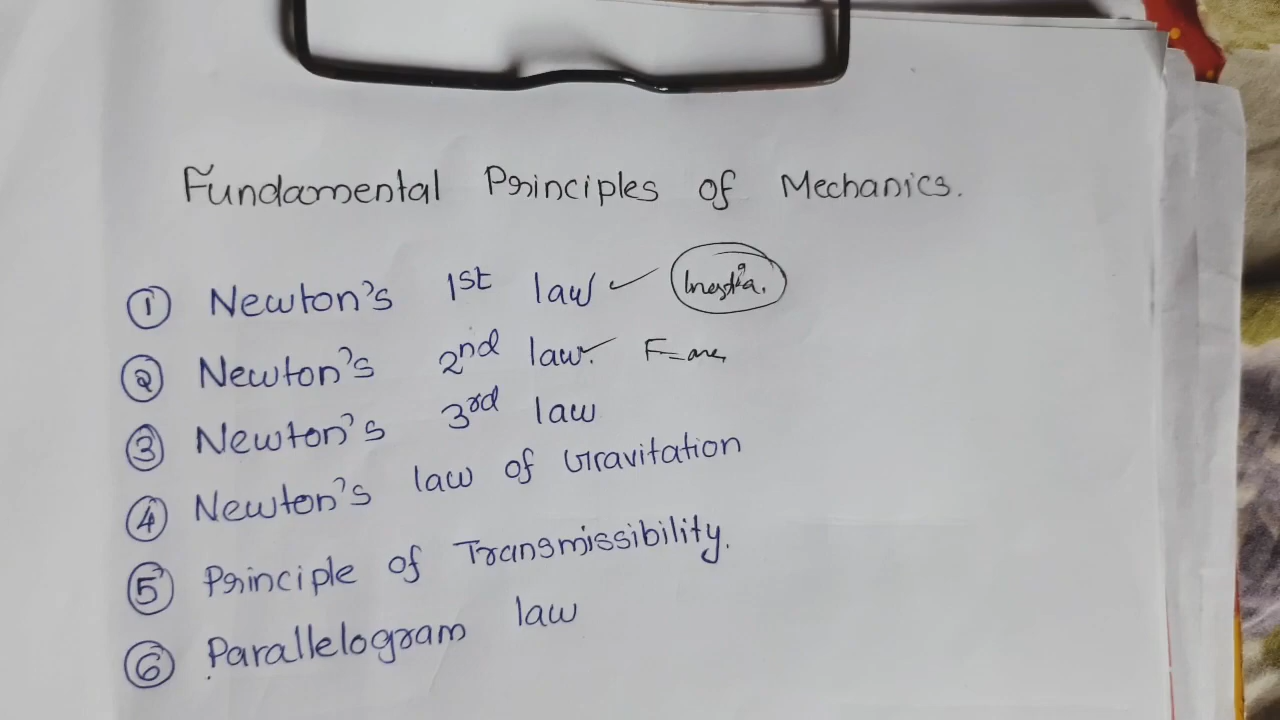 Fundamental Principles of Mechanics.
① Newton's 1st law ✓ Inertia.
② Newton's 2nd law. ✓ F=ma
③ Newton's 3rd law
④ Newton's law of Gravitation
⑤ Principle of Transmissibility.
⑥ Parallelogram law